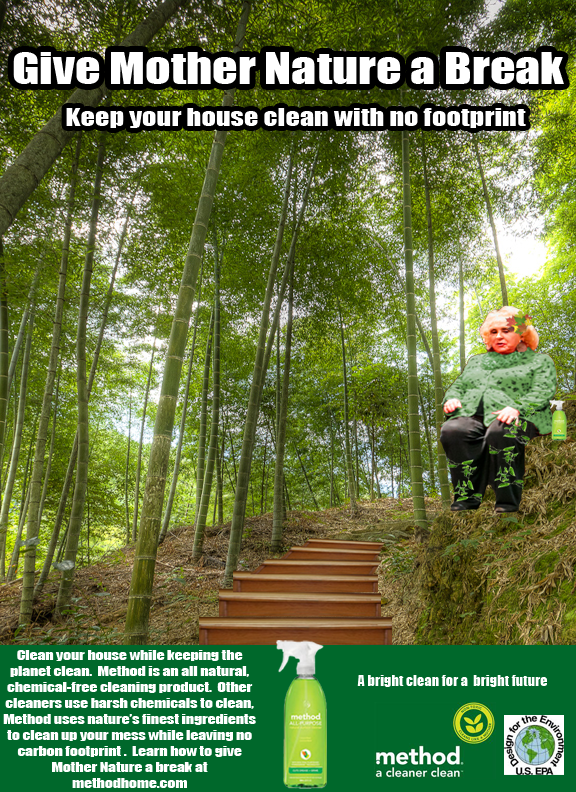 Give Mother Nature a Break
Keep your house clean with no footprint
Clean your house while keeping the
planet clean.  Method is an all natural,
chemical-free cleaning product.  Other
cleaners use harsh chemicals to clean,
Method uses nature's finest ingredients
to clean up your mess while leaving no
carbon footprint .  Learn how to give
Mother Nature a break at
methodhome.com
method
ALL-PURPOSE
A bright clean for a  bright future
method.
a cleaner clean
Design for the Environment
U.S. EPA